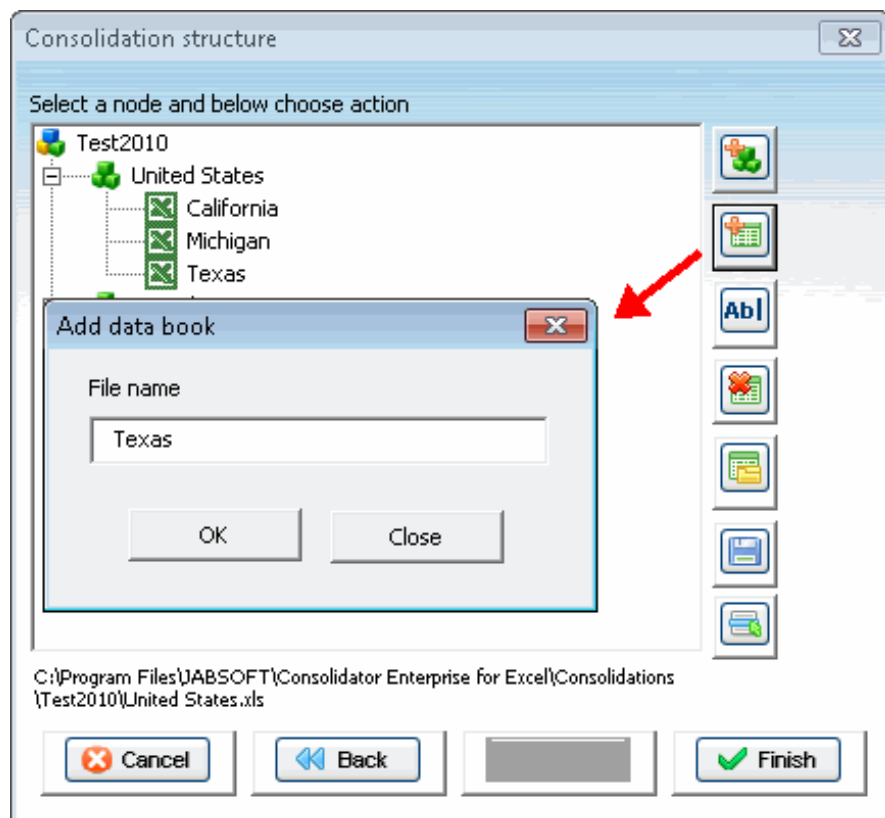 Consolidation structure
Select a node and below choose action
Test2010
United States
California
Michigan
Texas
Ab|
Add data book
File name
Texas
OK
Close
C:\Program Files\JABSOFT\Consolidator Enterprise for Excel\Consolidations
\Test2010\United States.xls
Cancel
Back
Finish